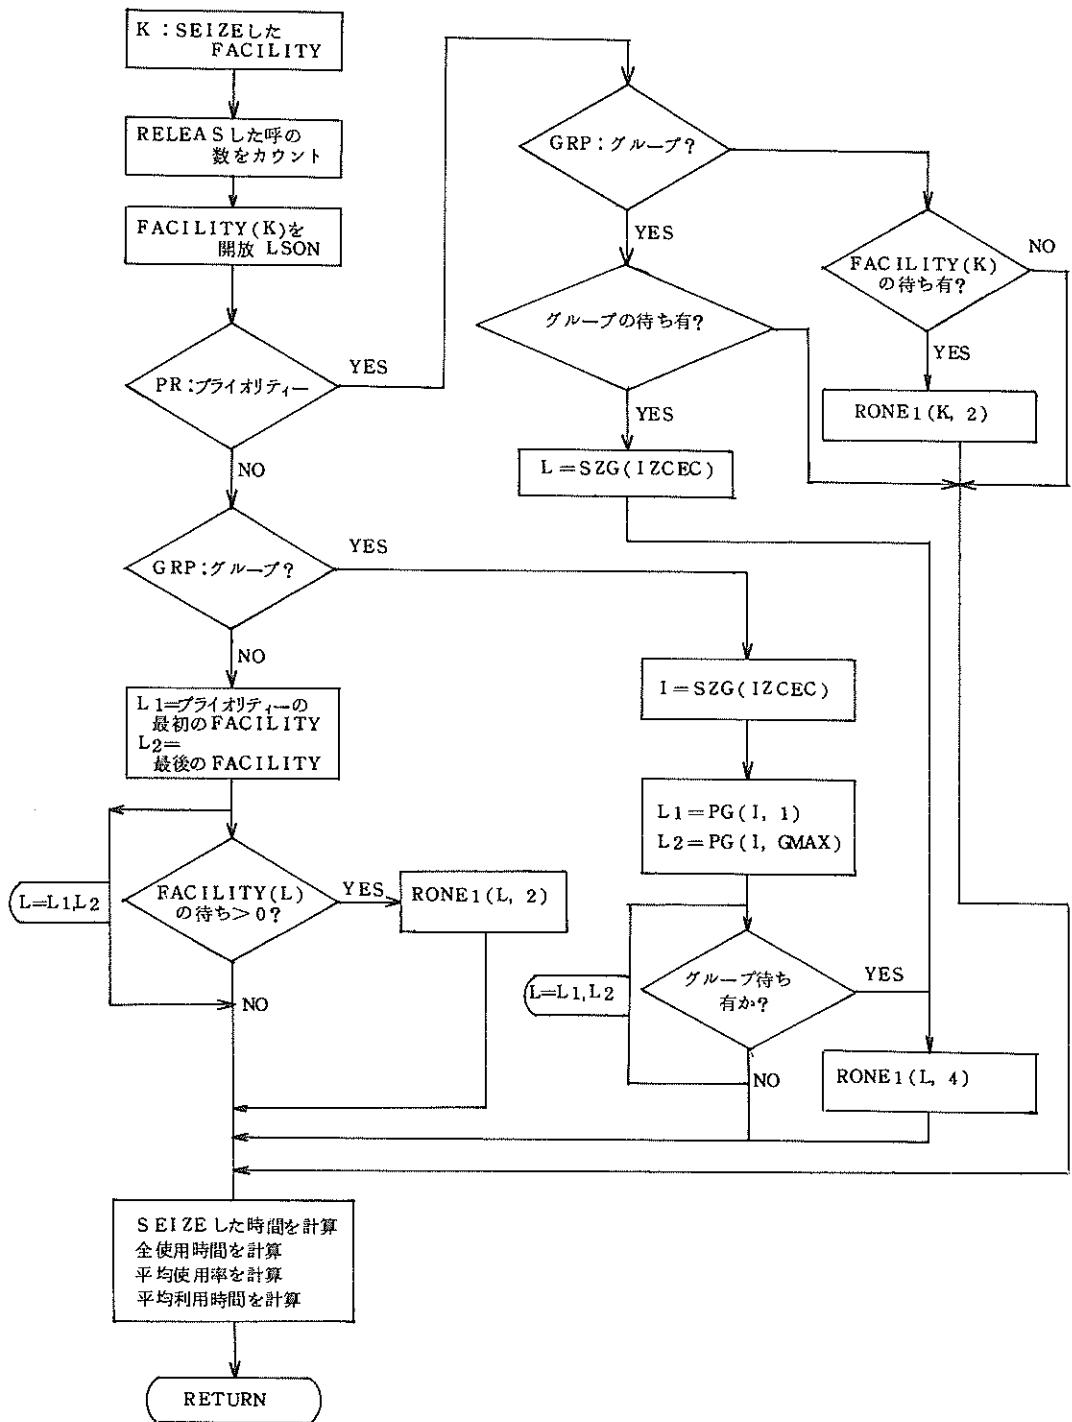 K：SEIZEした
FACILITY
RELEASした呼の
数をカウント
FACILITY(K)を
開放 LSON
PR：プライオリティー
YES
NO
GRP：グループ？
YES
NO
L1=プライオリティーの
最初のFACILITY
L2=
最後のFACILITY
L=L1,L2
FACILITY(L)
の待ち＞0？
YES
RONE1(L, 2)
NO
GRP：グループ？
YES
グループの待ち有？
YES
L=SZG(IZCEC)
FACILITY(K)
の待ち有？
NO
YES
RONE1(K, 2)
I=SZG(IZCEC)
L1=PG(I, 1)
L2=PG(I, GMAX)
L=L1,L2
グループ待ち
有か？
YES
NO
RONE1(L, 4)
SEIZEした時間を計算
全使用時間を計算
平均使用率を計算
平均利用時間を計算
RETURN